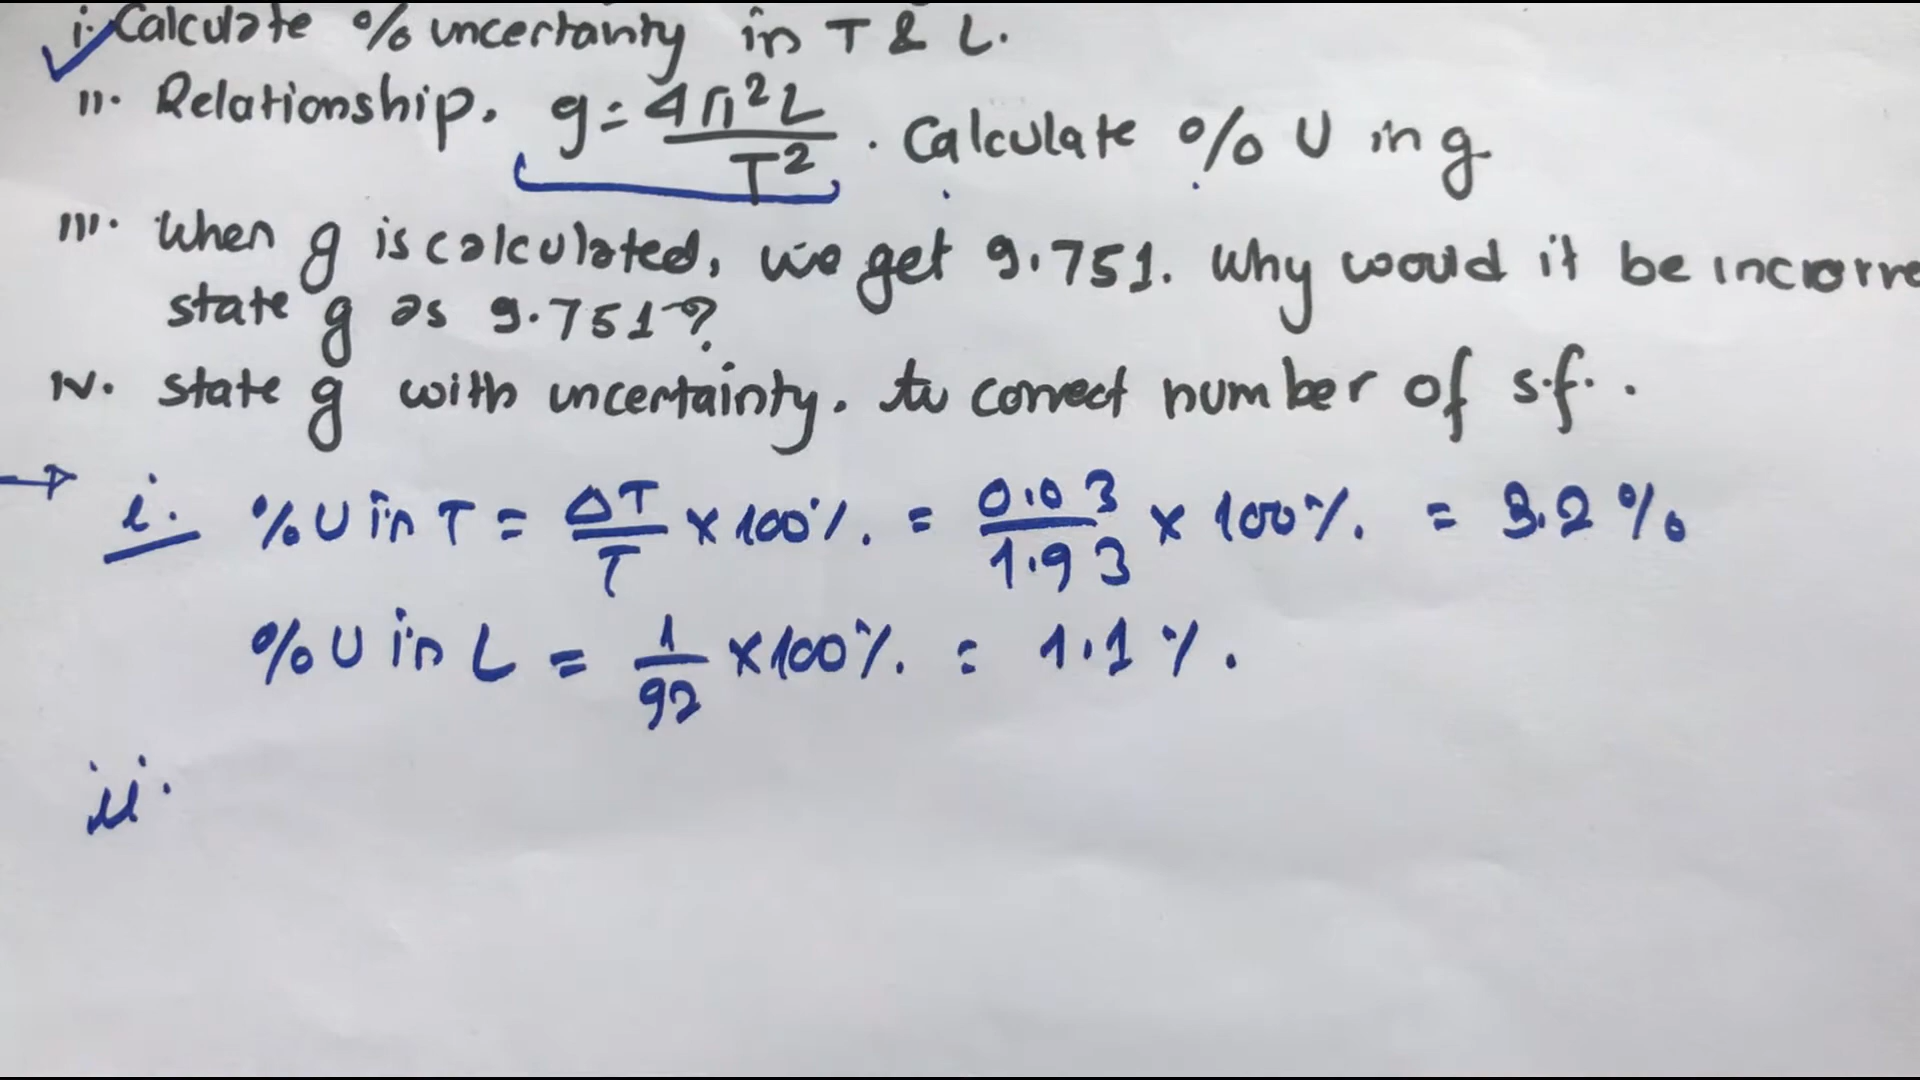 i. Calculate % uncertainty in T & L.
ii. Relationship. g = 4π²L / T² . Calculate % U in g
iii. When g is calculated, we get 9.751. Why would it be incorre
state g as 9.751?
iv. state g with uncertainty. to correct number of s.f..
→ i. % U in T = ΔT / T × 100%. = 0.03 / 1.93 × 100%. = 3.2 %
% U in L = 1 / 92 × 100%. = 1.1 %.
ii.